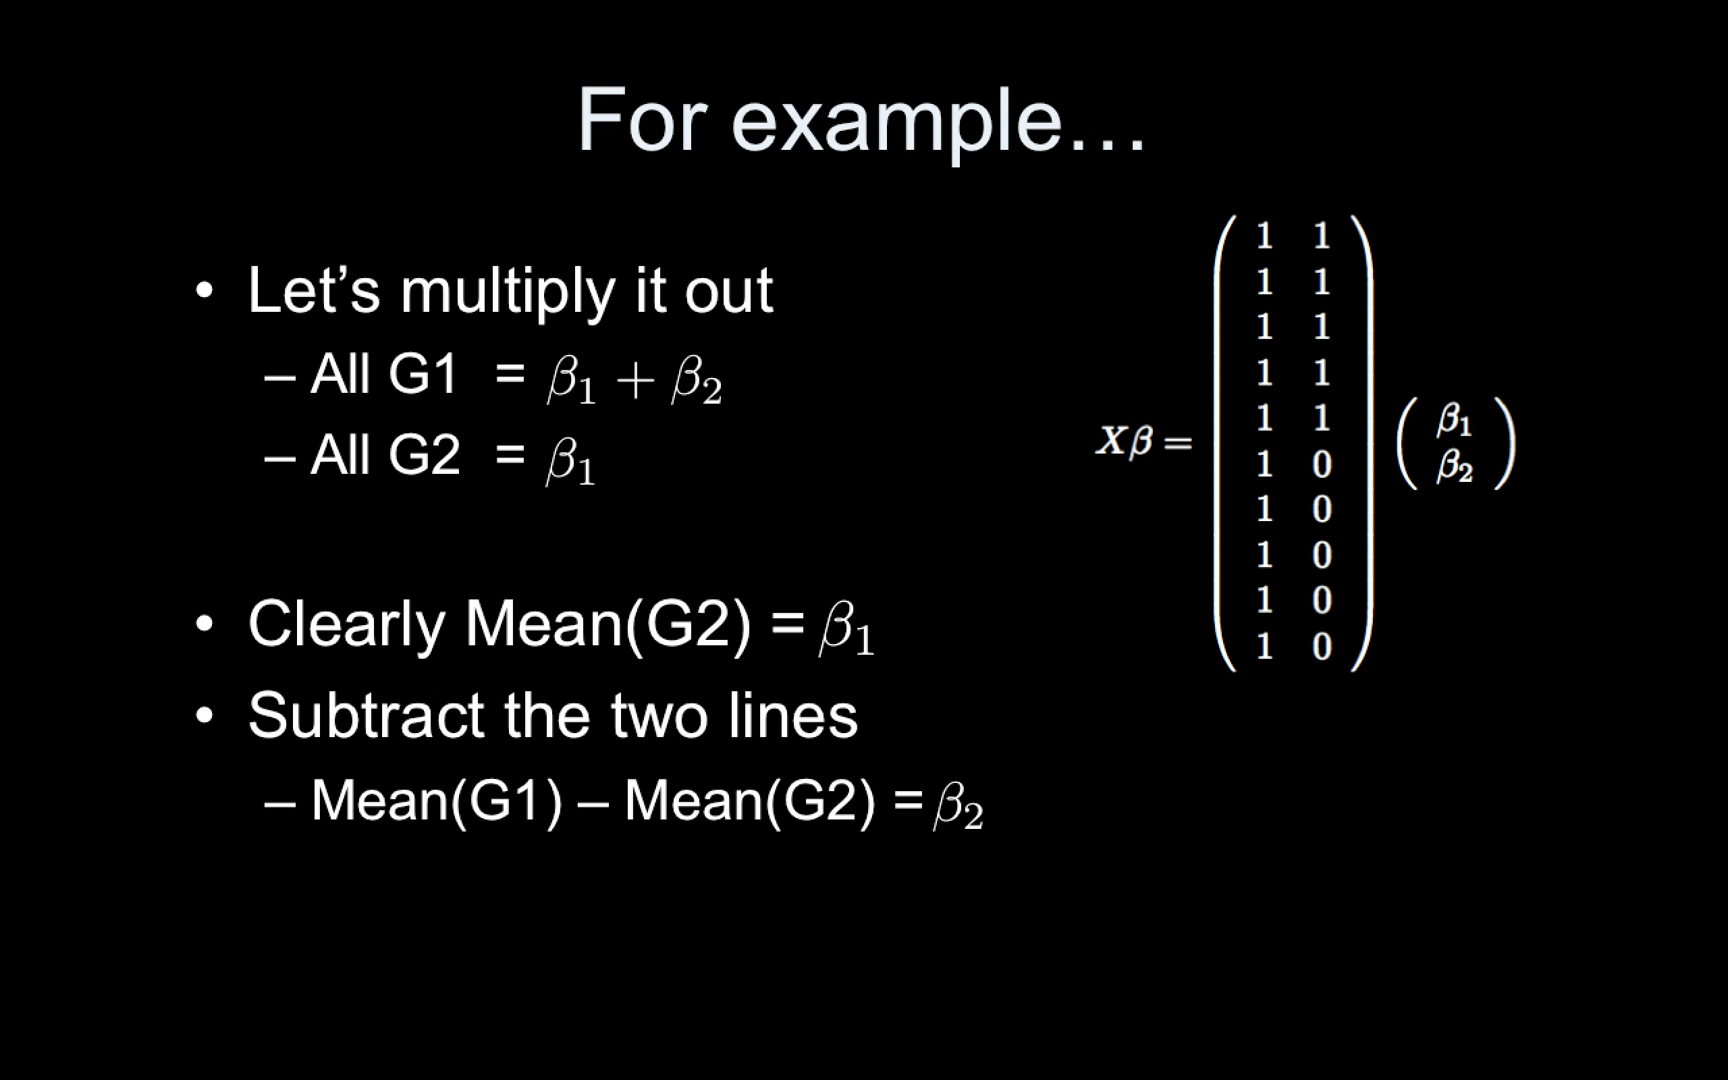 For example…
• Let’s multiply it out
– All G1 = β₁ + β₂
– All G2 = β₁
• Clearly Mean(G2) = β₁
• Subtract the two lines
– Mean(G1) – Mean(G2) = β₂
1 1
1 1
1 1
1 1
1 1
Xβ = ( ) ( β₁ β₂ )
1 0
1 0
1 0
1 0
1 0